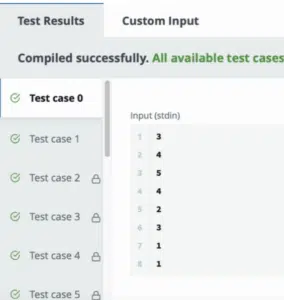 Test Results Custom Input
Compiled successfully. All available test cases
Test case 0
Test case 1
Test case 2
Test case 3
Test case 4
Test case 5
Input (stdin)
1 3
2 4
3 5
4 4
5 2
6 3
7 1
8 1